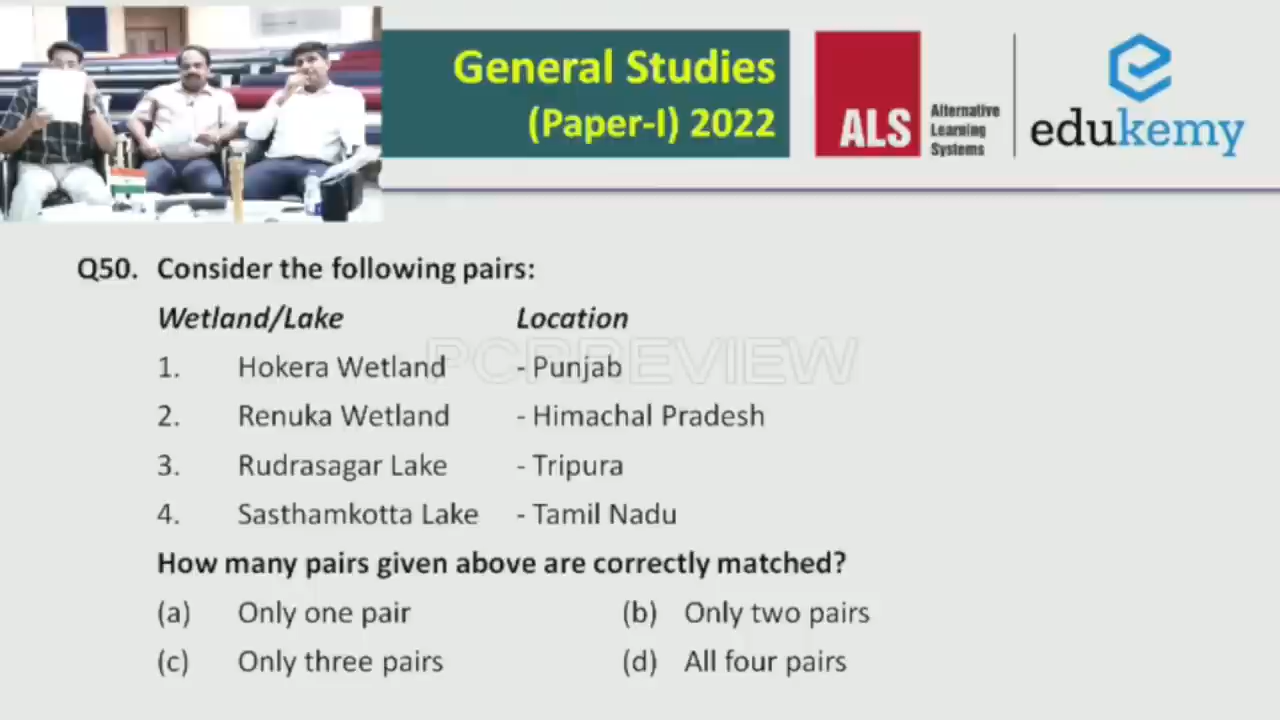 General Studies
(Paper-I) 2022
ALS
Alternative
Learning
Systems
edukemy
Q50. Consider the following pairs:
Wetland/Lake Location
1. Hokera Wetland - Punjab
2. Renuka Wetland - Himachal Pradesh
3. Rudrasagar Lake - Tripura
4. Sasthamkotta Lake - Tamil Nadu
PCPREVIEW
How many pairs given above are correctly matched?
(a) Only one pair (b) Only two pairs
(c) Only three pairs (d) All four pairs